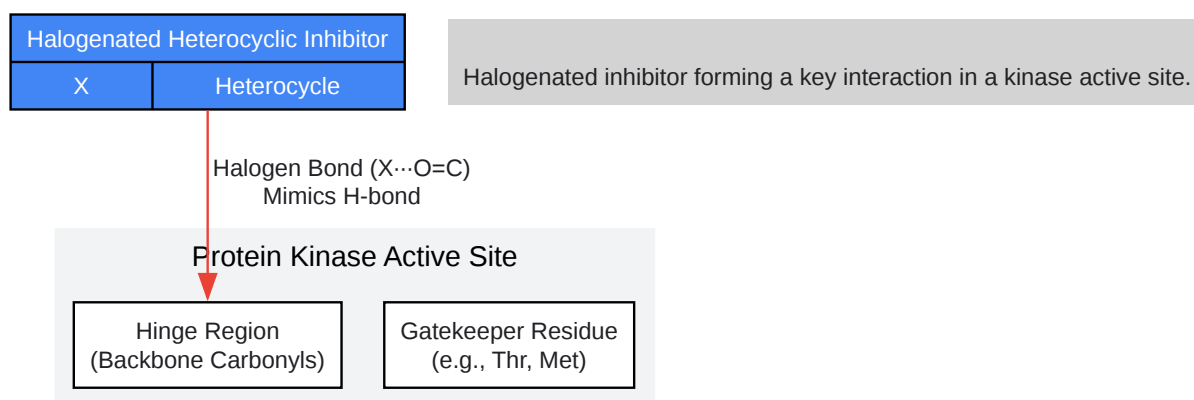 Halogenated Heterocyclic Inhibitor
X
Heterocycle
Halogenated inhibitor forming a key interaction in a kinase active site.
Halogen Bond (X···O=C)
Mimics H-bond
Protein Kinase Active Site
Hinge Region
(Backbone Carbonyls)
Gatekeeper Residue
(e.g., Thr, Met)